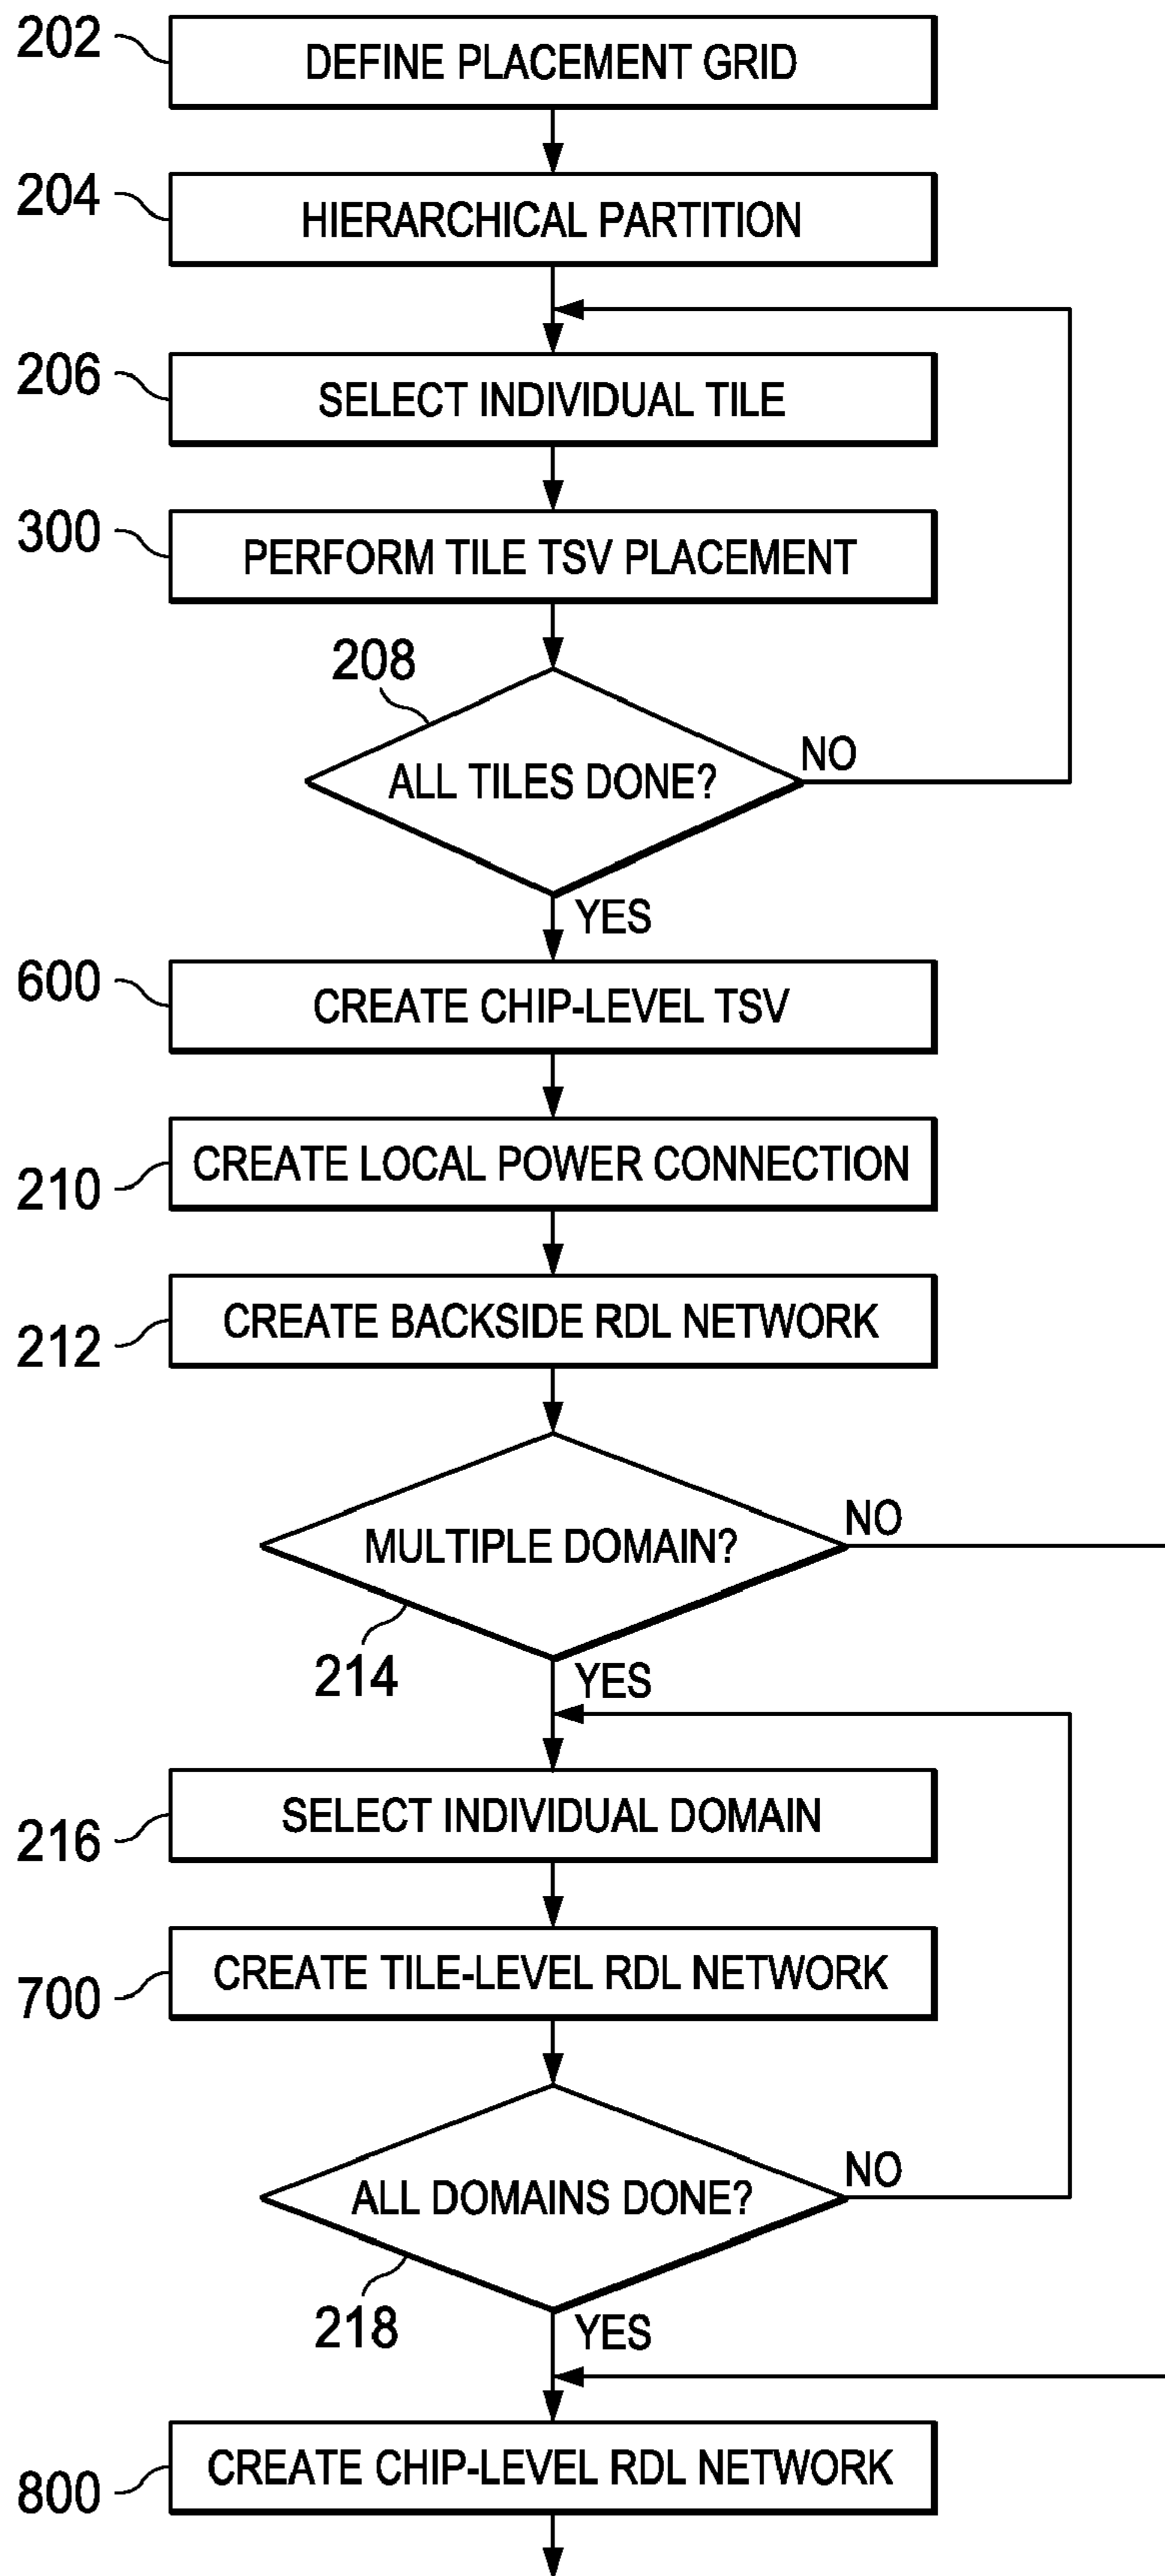 202
DEFINE PLACEMENT GRID
204
HIERARCHICAL PARTITION
206
SELECT INDIVIDUAL TILE
300
PERFORM TILE TSV PLACEMENT
208
ALL TILES DONE?
NO
YES
600
CREATE CHIP-LEVEL TSV
210
CREATE LOCAL POWER CONNECTION
212
CREATE BACKSIDE RDL NETWORK
MULTIPLE DOMAIN?
NO
214
YES
216
SELECT INDIVIDUAL DOMAIN
700
CREATE TILE-LEVEL RDL NETWORK
ALL DOMAINS DONE?
NO
218
YES
800
CREATE CHIP-LEVEL RDL NETWORK